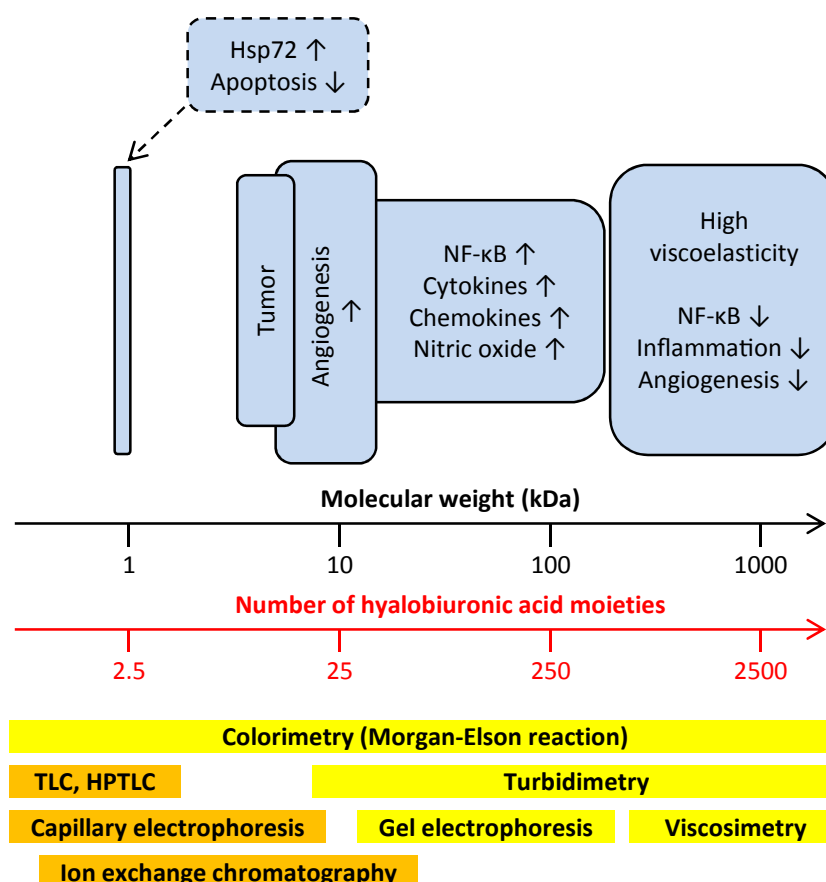 Hsp72 ↑
Apoptosis ↓
Tumor
Angiogenesis
↑
NF-κB ↑
Cytokines ↑
Chemokines ↑
Nitric oxide ↑
High
viscoelasticity
NF-κB ↓
Inflammation ↓
Angiogenesis ↓
Molecular weight (kDa)
1 10 100 1000
Number of hyalobiuronic acid moieties
2.5 25 250 2500
Colorimetry (Morgan-Elson reaction)
TLC, HPTLC Turbidimetry
Capillary electrophoresis Gel electrophoresis Viscosimetry
Ion exchange chromatography